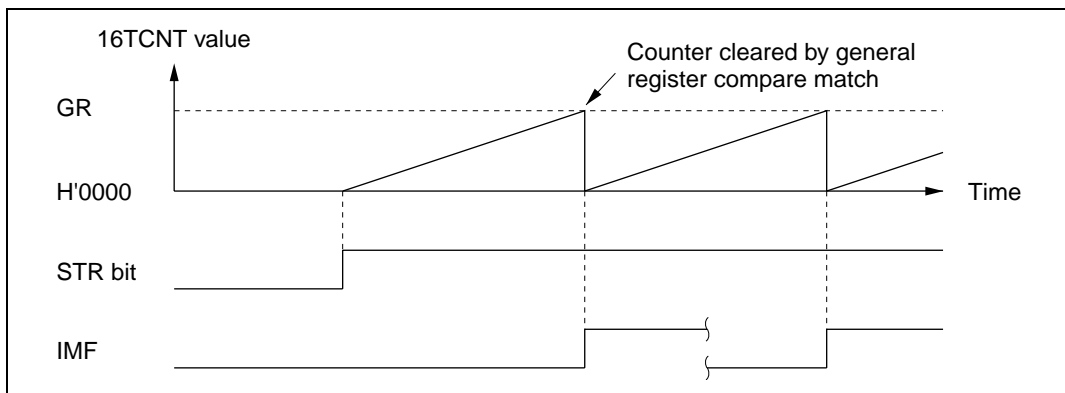 16TCNT value
Counter cleared by general
register compare match
GR
H'0000
Time
STR bit
IMF